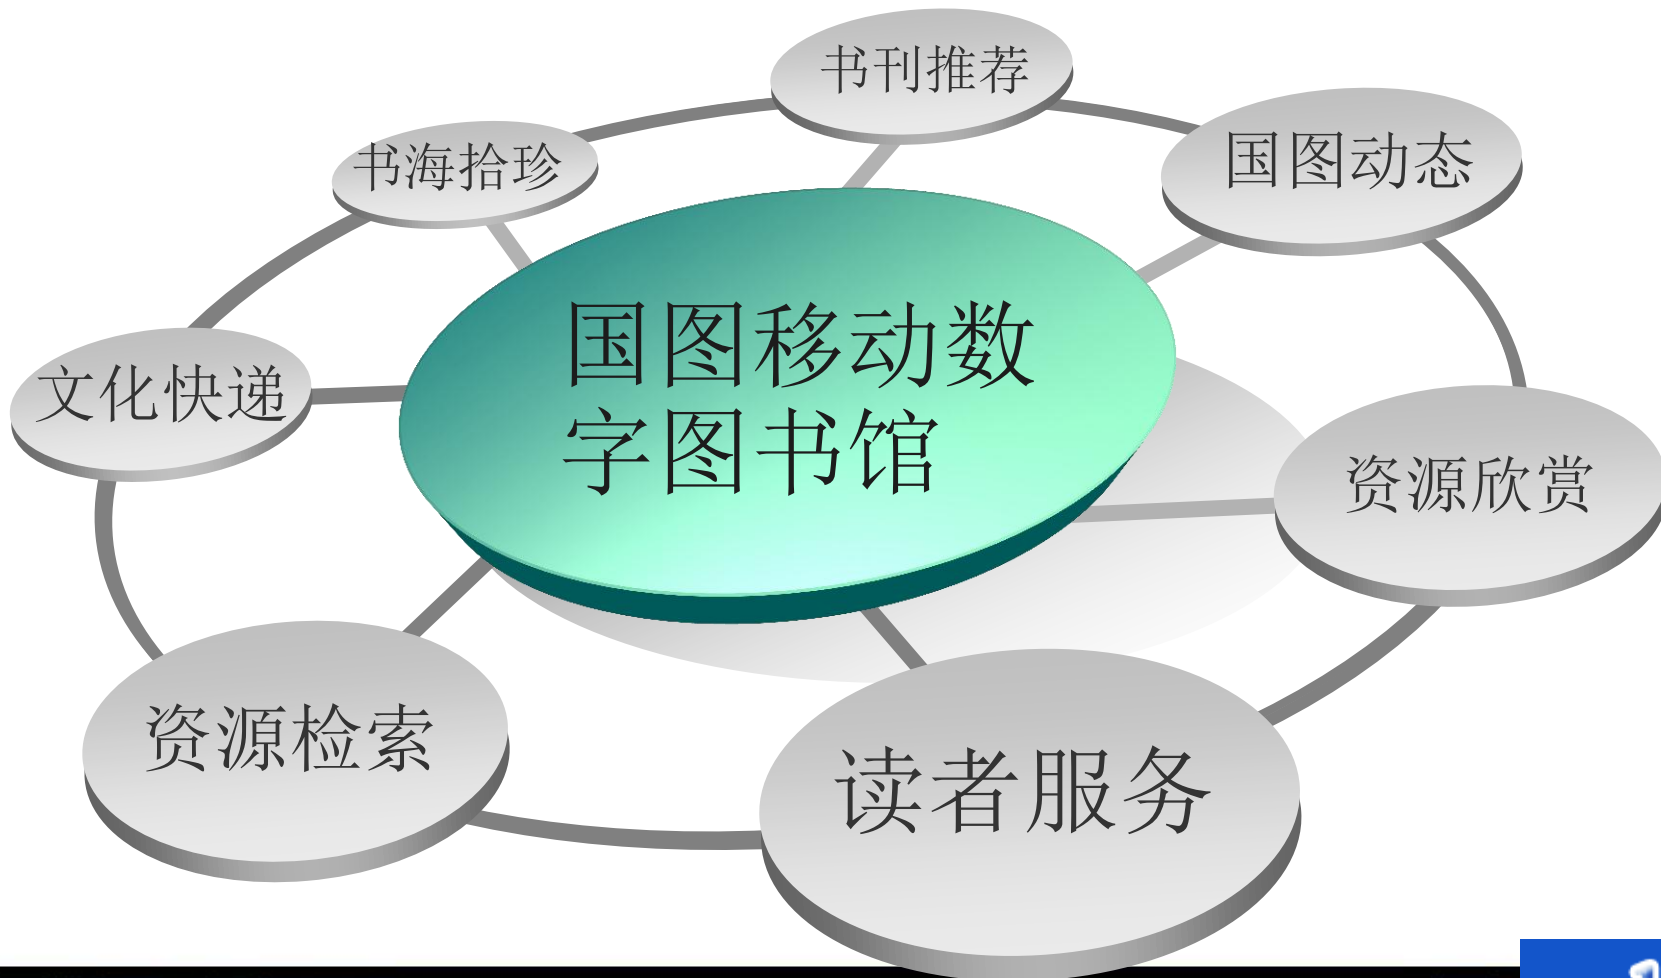 书刊推荐
国图动态
书海拾珍
国图移动数
字图书馆
文化快递
资源欣赏
资源检索
读者服务